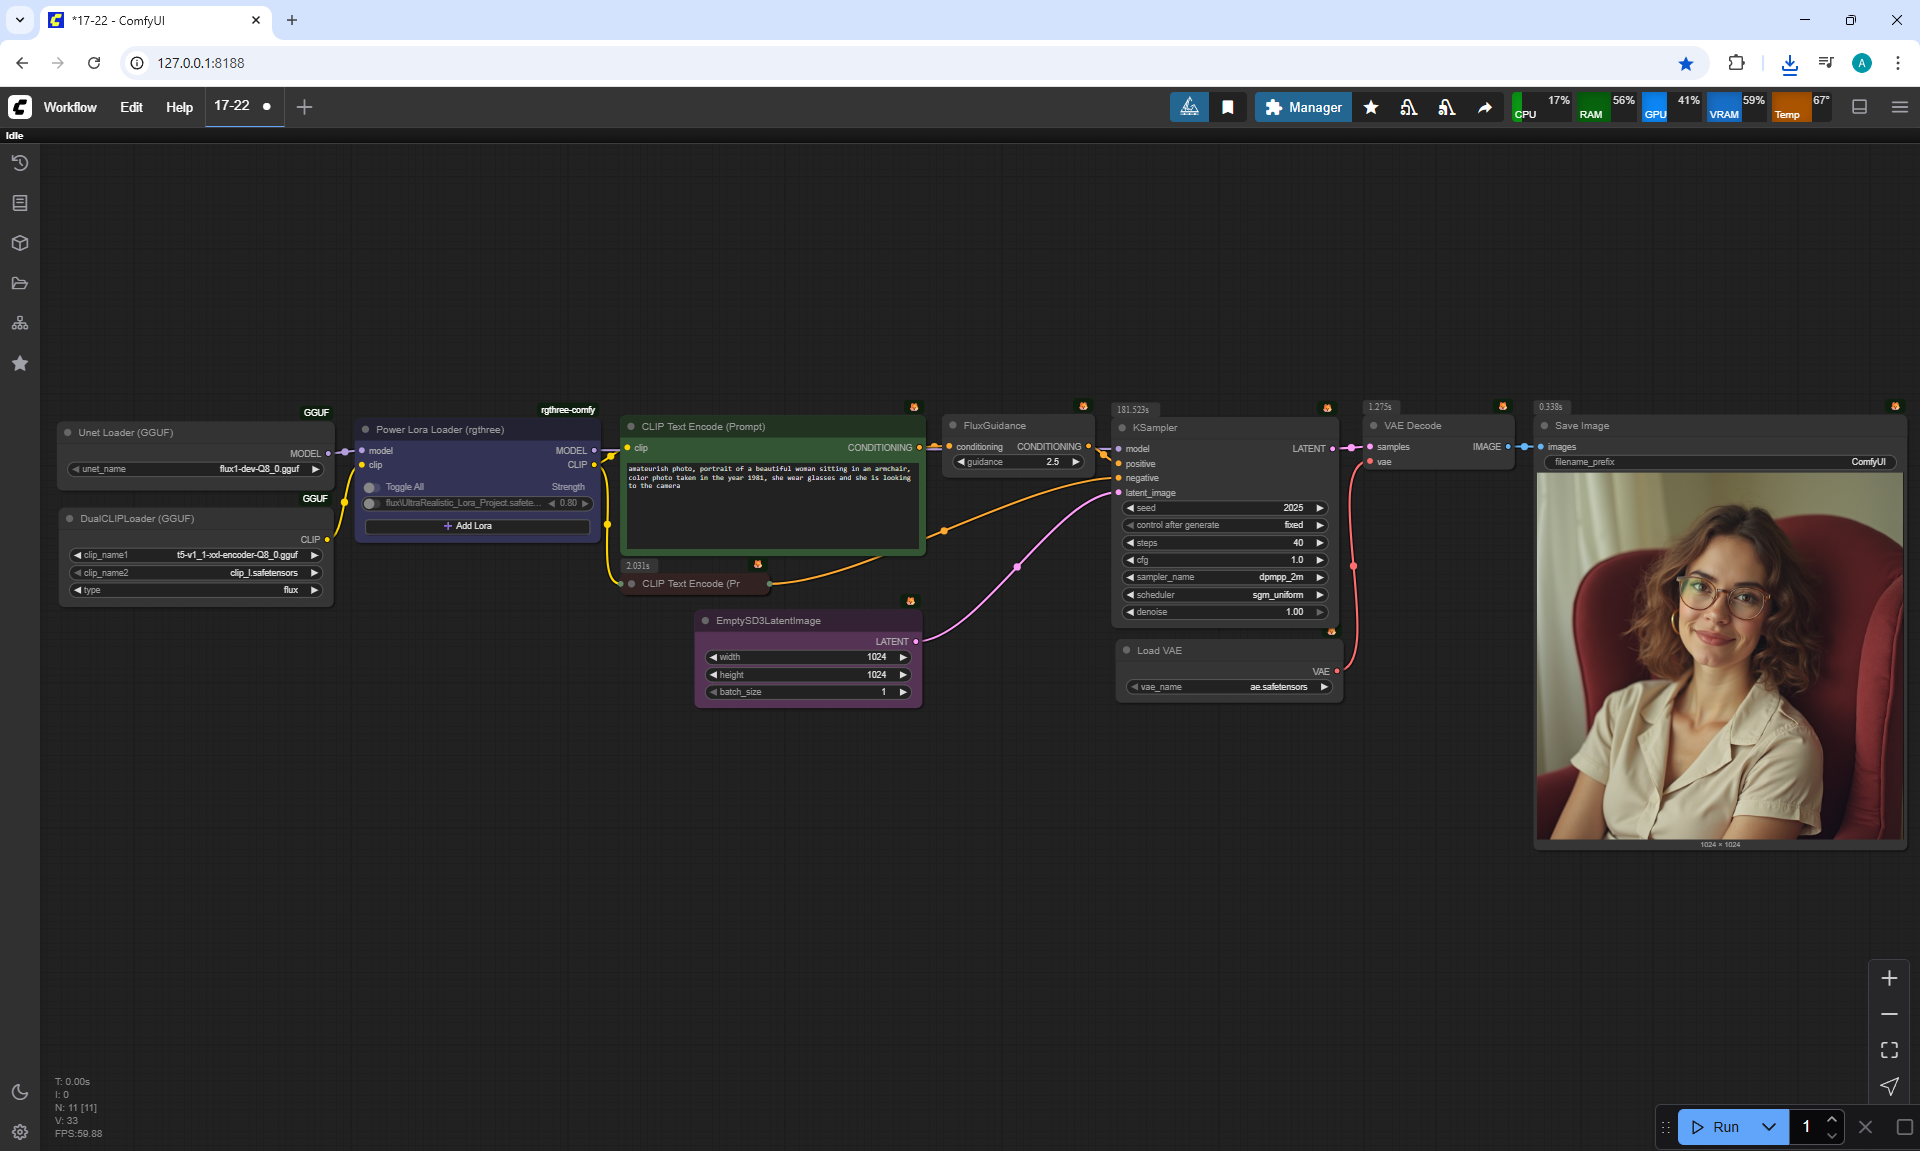 *17-22 - ComfyUI
127.0.0.1:8188
Workflow
Edit
Help
17-22
Manager
CPU 17%
RAM 56%
GPU 41%
VRAM 59%
Temp 67°
Idle
GGUF
Unet Loader (GGUF)
MODEL
unet_name flux1-dev-Q8_0.gguf
GGUF
DualCLIPLoader (GGUF)
CLIP
clip_name1 t5-v1_1-xxl-encoder-Q8_0.gguf
clip_name2 clip_l.safetensors
type flux
rgthree-comfy
Power Lora Loader (rgthree)
model MODEL
clip CLIP
Toggle All Strength
flux\UltraRealistic_Lora_Project.safete... 0.80
+ Add Lora
CLIP Text Encode (Prompt)
clip CONDITIONING
amateurish photo, portrait of a beautiful woman sitting in an armchair,
color photo taken in the year 1981, she wear glasses and she is looking
to the camera
2.031s
CLIP Text Encode (Pr
EmptySD3LatentImage
LATENT
width 1024
height 1024
batch_size 1
FluxGuidance
conditioning CONDITIONING
guidance 2.5
181.523s
KSampler
model LATENT
positive
negative
latent_image
seed 2025
control after generate fixed
steps 40
cfg 1.0
sampler_name dpmpp_2m
scheduler sgm_uniform
denoise 1.00
Load VAE
VAE
vae_name ae.safetensors
1.275s
VAE Decode
samples IMAGE
vae
0.338s
Save Image
images
filename_prefix ComfyUI
1024 × 1024
T: 0.00s
I: 0
N: 11 [11]
V: 33
FPS:59.88
Run
1
A